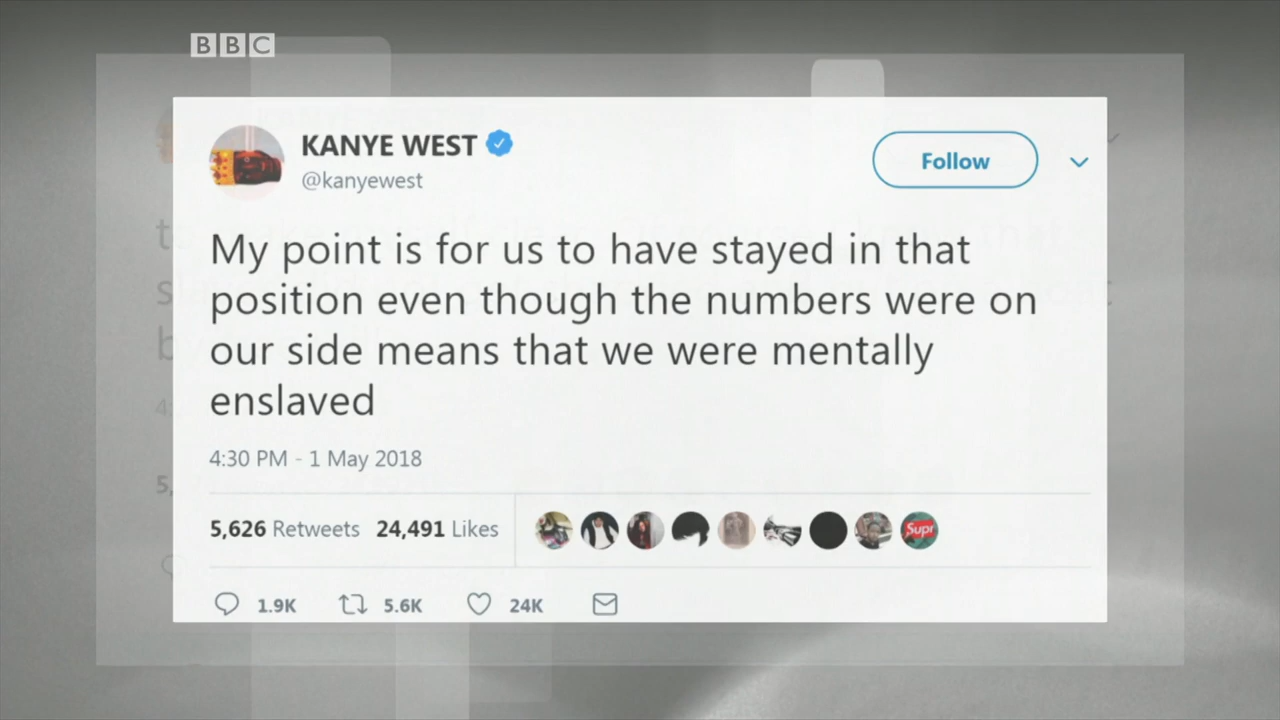 BBC
KANYE WEST
@kanyewest
Follow
My point is for us to have stayed in that
position even though the numbers were on
our side means that we were mentally
enslaved
4:30 PM - 1 May 2018
5,626 Retweets 24,491 Likes
Supr
1.9K 5.6K 24K